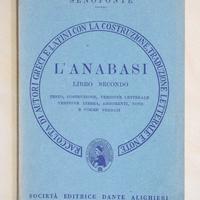 SENOFONTE
RACCOLTA DI AUTORI GRECI E LATINI CON LA COSTRUZIONE, TRADUZIONE LETTERALE E NOTE
L'ANABASI
LIBRO SECONDO
TESTO, COSTRUZIONE, VERSIONE LETTERALE
VERSIONE LIBERA, ARGOMENTI, NOTE
E FORME VERBALI
SOCIETÀ EDITRICE DANTE ALIGHIERI